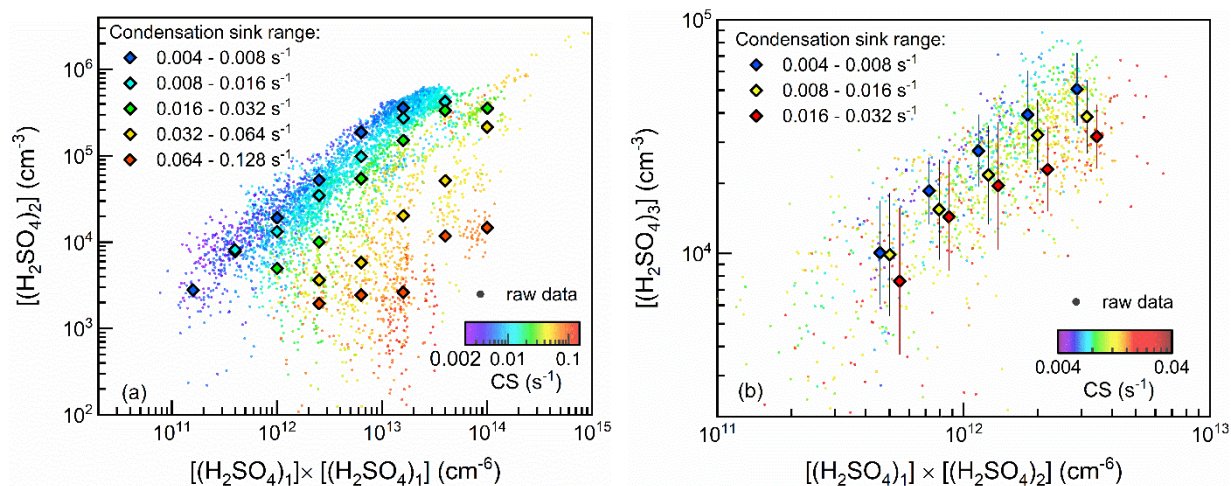 Condensation sink range:
0.004 - 0.008 s⁻¹
0.008 - 0.016 s⁻¹
0.016 - 0.032 s⁻¹
0.032 - 0.064 s⁻¹
0.064 - 0.128 s⁻¹
10⁶
10⁵
10⁴
10³
10²
[(H₂SO₄)₂] (cm⁻³)
raw data
0.002 0.01 0.1
CS (s⁻¹)
(a)
10¹¹ 10¹² 10¹³ 10¹⁴ 10¹⁵
[(H₂SO₄)₁]× [(H₂SO₄)₁] (cm⁻⁶)
Condensation sink range:
0.004 - 0.008 s⁻¹
0.008 - 0.016 s⁻¹
0.016 - 0.032 s⁻¹
10⁵
10⁴
[(H₂SO₄)₃] (cm⁻³)
raw data
0.004 0.04
CS (s⁻¹)
(b)
10¹¹ 10¹² 10¹³
[(H₂SO₄)₁] × [(H₂SO₄)₂] (cm⁻⁶)